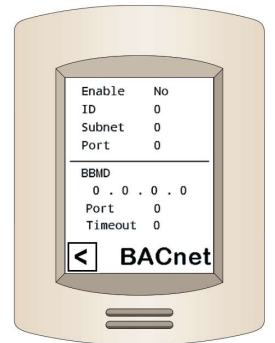 Enable No
ID 0
Subnet 0
Port 0
BBMD
0 . 0 . 0 . 0
Port 0
Timeout 0
< BACnet